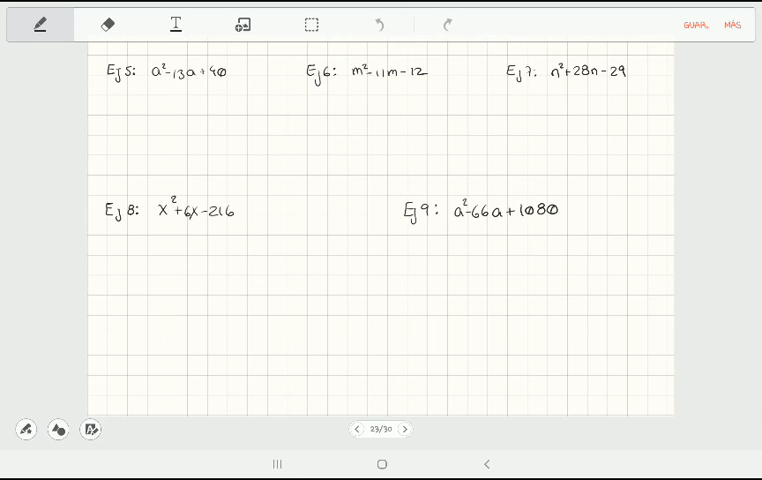 T GUAR. MÁS
Ej 5: a²-13a+40 Ej 6: m²-11m-12 Ej 7: n²+28n-29
Ej 8: x²+6x-216 Ej 9: a²-66a+1080
23/30